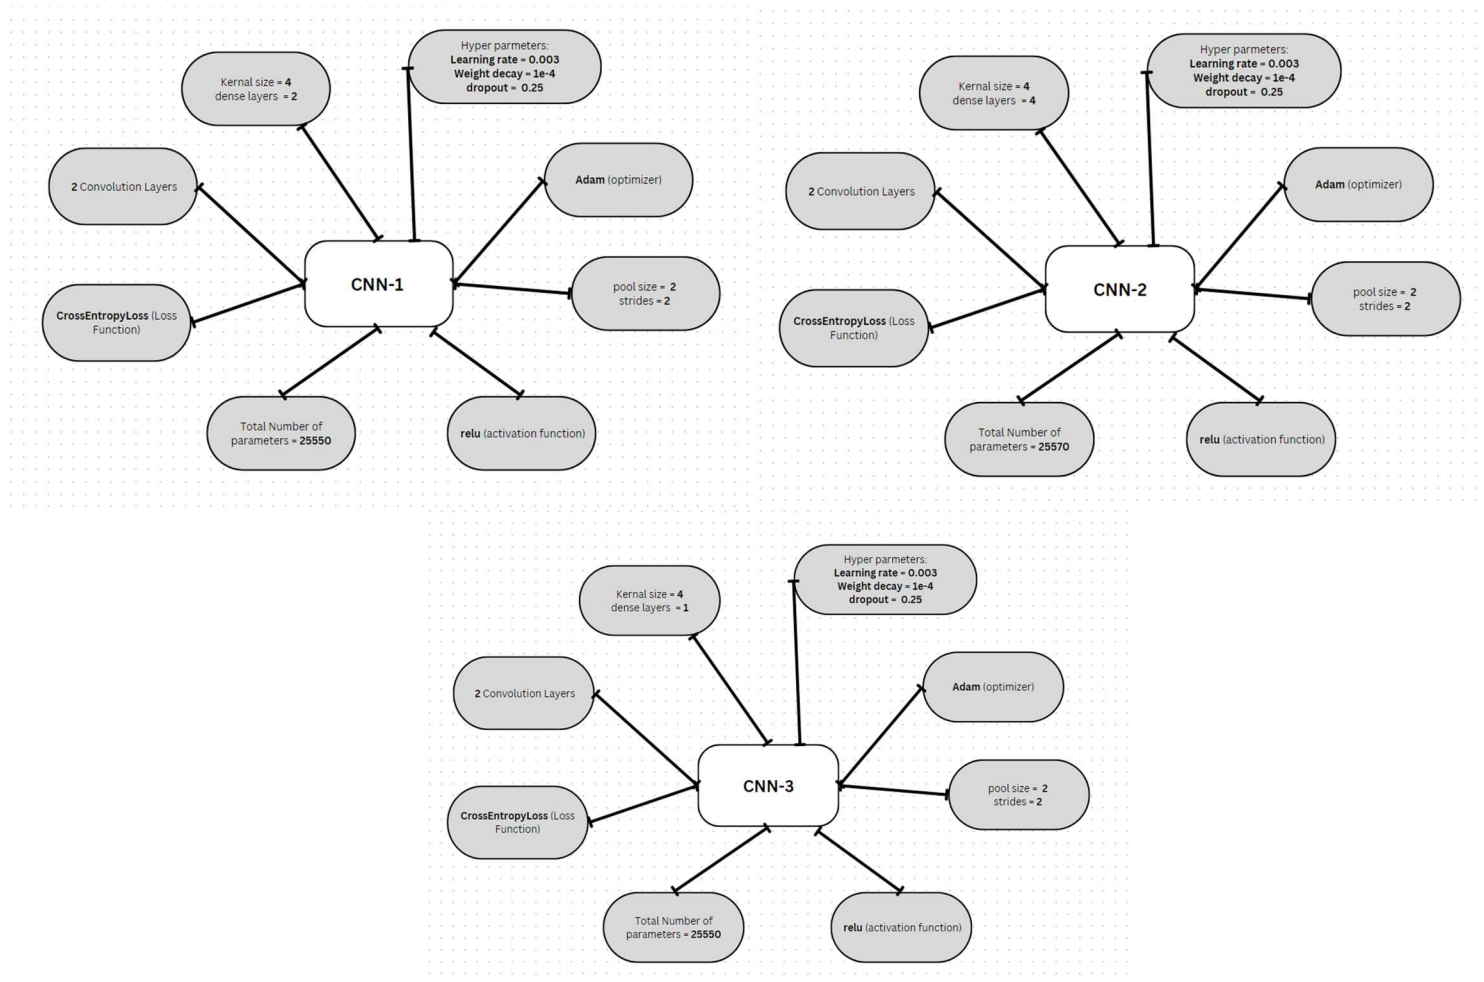 Hyper parmeters:
Learning rate = 0.003
Weight decay = 1e-4
dropout = 0.25
Kernal size = 4
dense layers = 2
2 Convolution Layers
Adam (optimizer)
CNN-1
pool size = 2
strides = 2
CrossEntropyLoss (Loss
Function)
Total Number of
parameters = 25550
relu (activation function)
Hyper parmeters:
Learning rate = 0.003
Weight decay = 1e-4
dropout = 0.25
Kernal size = 4
dense layers = 4
2 Convolution Layers
Adam (optimizer)
CNN-2
pool size = 2
strides = 2
CrossEntropyLoss (Loss
Function)
Total Number of
parameters = 25570
relu (activation function)
Hyper parmeters:
Learning rate = 0.003
Weight decay = 1e-4
dropout = 0.25
Kernal size = 4
dense layers = 1
2 Convolution Layers
Adam (optimizer)
CNN-3
pool size = 2
strides = 2
CrossEntropyLoss (Loss
Function)
Total Number of
parameters = 25550
relu (activation function)